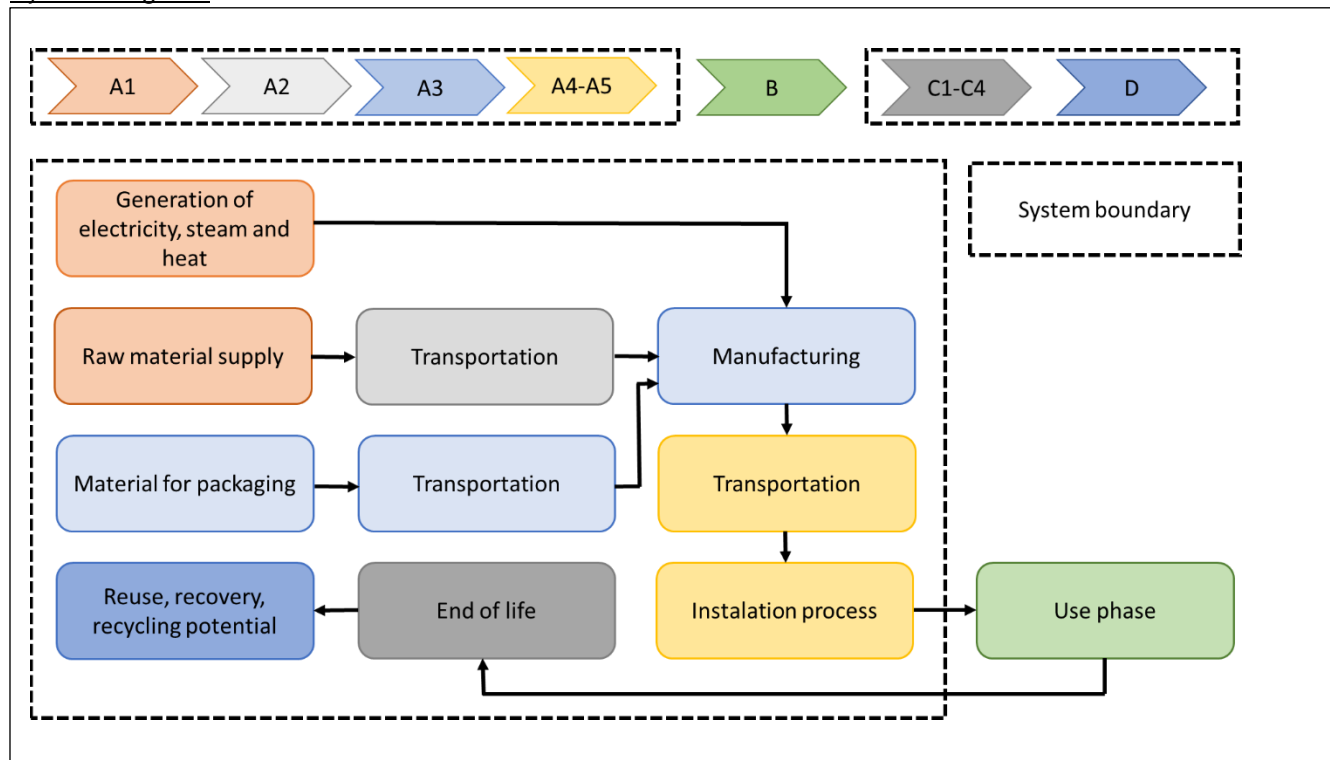 A1
A2
A3
A4-A5
B
C1-C4
D
Generation of
electricity, steam and
heat
System boundary
Raw material supply
Transportation
Manufacturing
Material for packaging
Transportation
Transportation
Reuse, recovery,
recycling potential
End of life
Instalation process
Use phase